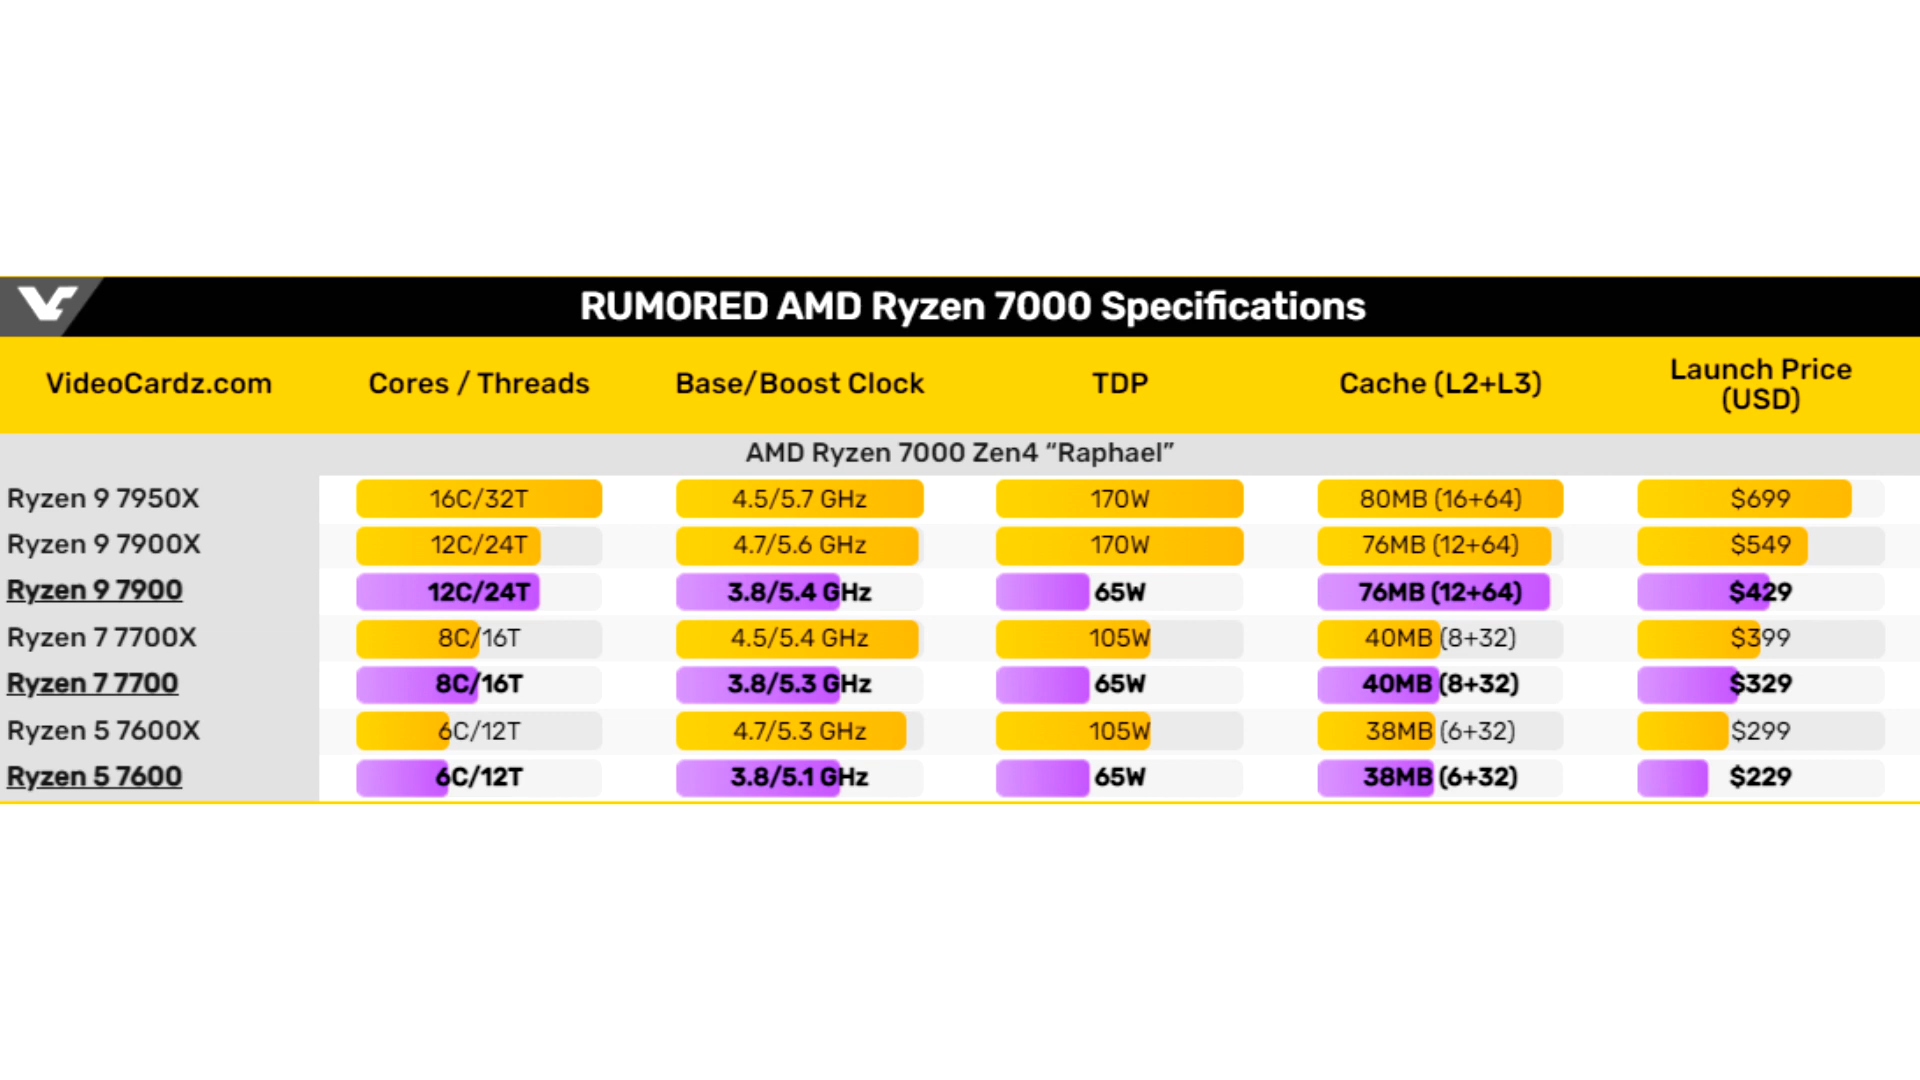 RUMORED AMD Ryzen 7000 Specifications
VideoCardz.com Cores / Threads Base/Boost Clock TDP Cache (L2+L3) Launch Price (USD)
AMD Ryzen 7000 Zen4 “Raphael”
Ryzen 9 7950X 16C/32T 4.5/5.7 GHz 170W 80MB (16+64) $699
Ryzen 9 7900X 12C/24T 4.7/5.6 GHz 170W 76MB (12+64) $549
Ryzen 9 7900 12C/24T 3.8/5.4 GHz 65W 76MB (12+64) $429
Ryzen 7 7700X 8C/16T 4.5/5.4 GHz 105W 40MB (8+32) $399
Ryzen 7 7700 8C/16T 3.8/5.3 GHz 65W 40MB (8+32) $329
Ryzen 5 7600X 6C/12T 4.7/5.3 GHz 105W 38MB (6+32) $299
Ryzen 5 7600 6C/12T 3.8/5.1 GHz 65W 38MB (6+32) $229